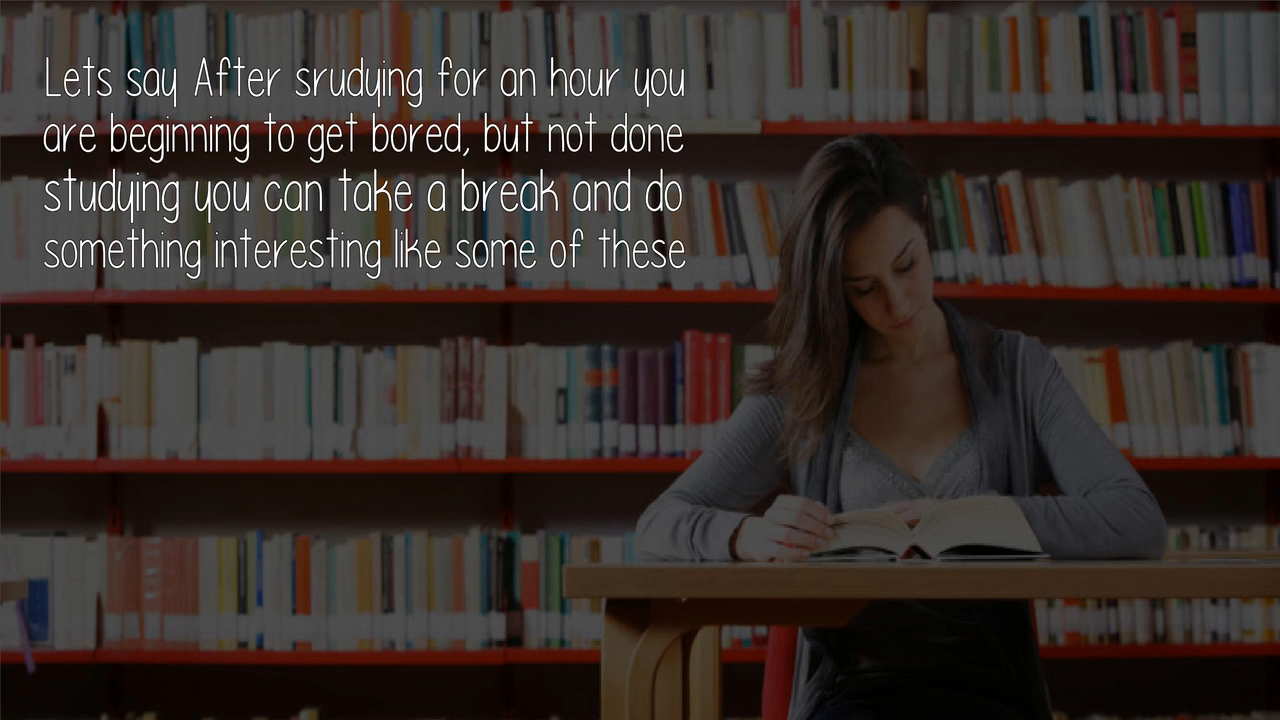 Lets say After srudying for an hour you
are beginning to get bored, but not done
studying you can take a break and do
something interesting like some of these